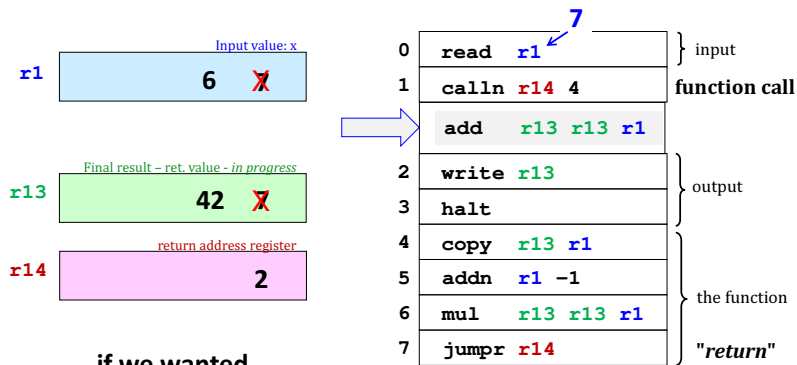 7
Input value: x
r1
6 7
0 read r1
input
1 calln r14 4
function call
add r13 r13 r1
Final result – ret. value - in progress
r13
42 7
2 write r13
output
3 halt
return address register
r14
2
4 copy r13 r1
5 addn r1 −1
6 mul r13 r13 r1
the function
7 jumpr r14
"return"
if we wanted